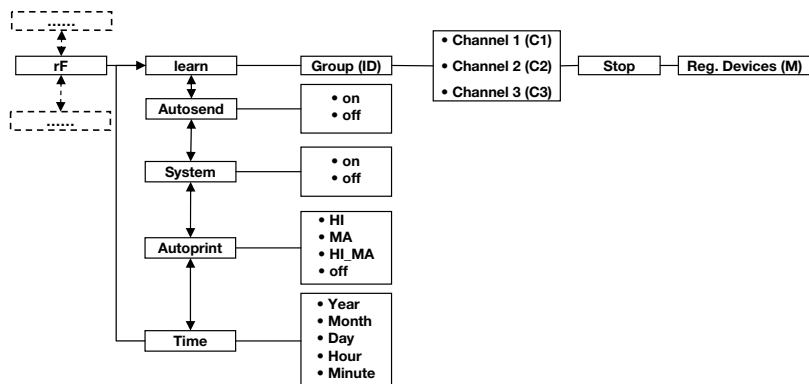 ......
rF
......
learn
Group (ID)
• Channel 1 (C1)
• Channel 2 (C2)
• Channel 3 (C3)
Stop
Reg. Devices (M)
Autosend
• on
• off
System
• on
• off
Autoprint
• HI
• MA
• HI_MA
• off
Time
• Year
• Month
• Day
• Hour
• Minute